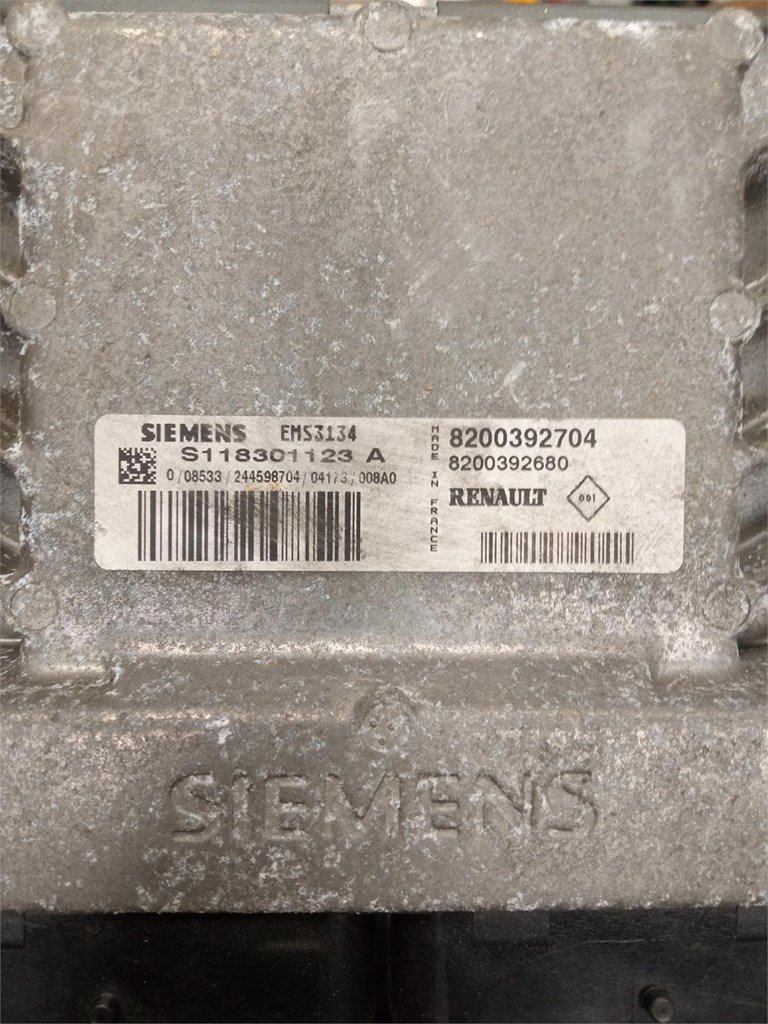 SIEMENS EMS3134
S118301123 A
0/08533/244598704/04173/008A0
MADE IN FRANCE
8200392704
8200392680
RENAULT 001
SIEMENS